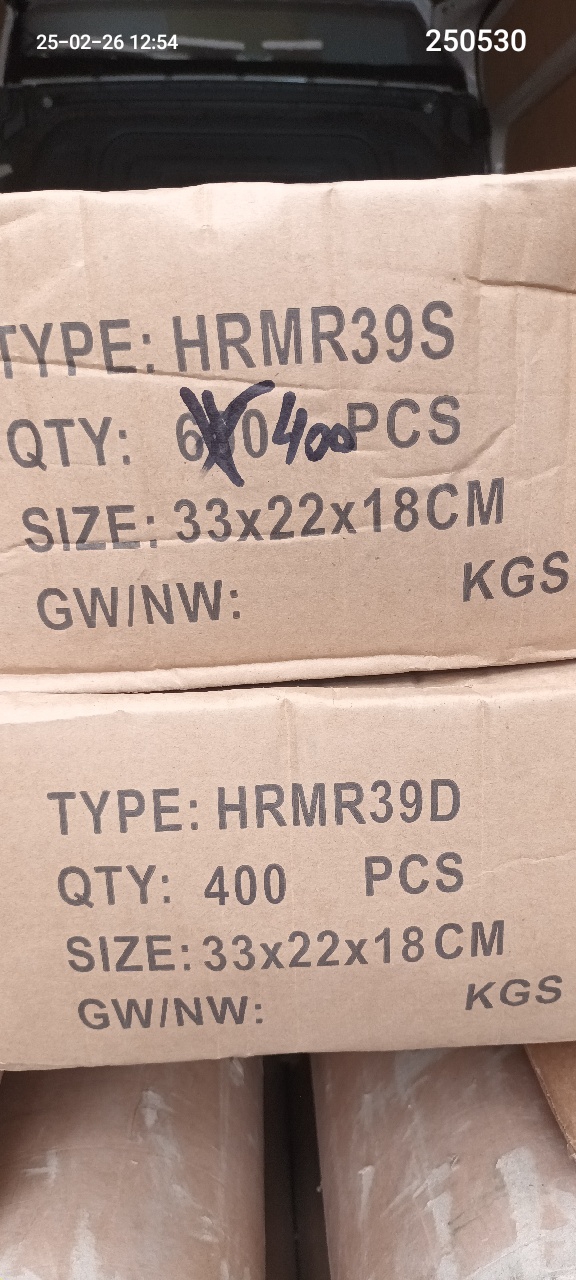 25-02-26 12:54
250530
TYPE: HRMR39S
QTY: 400 PCS
SIZE: 33x22x18CM
GW/NW: KGS
TYPE: HRMR39D
QTY: 400 PCS
SIZE: 33x22x18CM
GW/NW: KGS